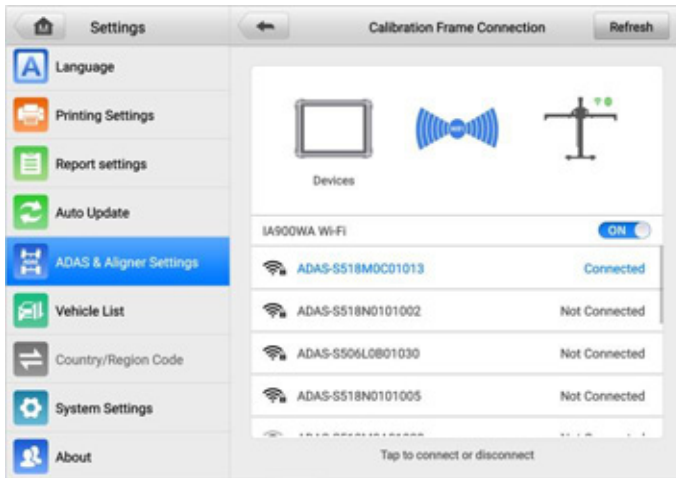 Settings
Calibration Frame Connection
Refresh
Language
Printing Settings
Report settings
Auto Update
ADAS & Aligner Settings
Vehicle List
Country/Region Code
System Settings
About
WiFi
Devices
IA900WA Wi-Fi
ON
ADAS-S518M0C01013 Connected
ADAS-S518N0101002 Not Connected
ADAS-S506L0B01030 Not Connected
ADAS-S518N0101005 Not Connected
Tap to connect or disconnect